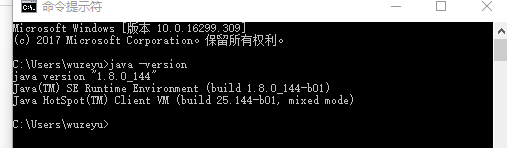 命令提示符
Microsoft Windows [版本 10.0.16299.309]
(c) 2017 Microsoft Corporation。保留所有权利。
C:\Users\wuzeyu>java -version
java version "1.8.0_144"
Java(TM) SE Runtime Environment (build 1.8.0_144-b01)
Java HotSpot(TM) Client VM (build 25.144-b01, mixed mode)
C:\Users\wuzeyu>